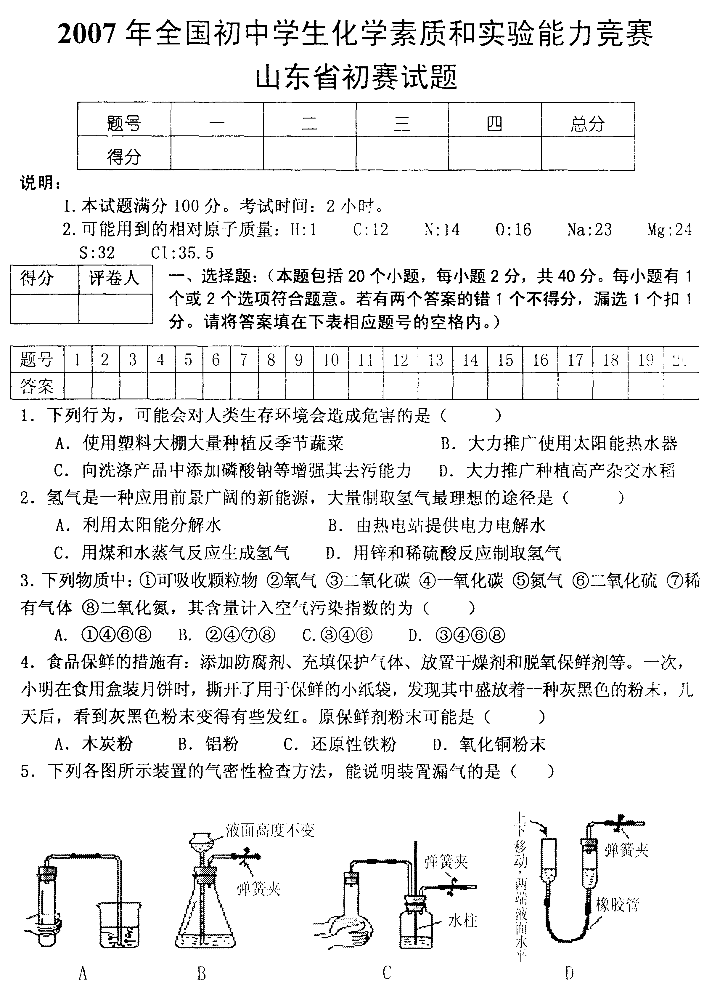 2007 年全国初中学生化学素质和实验能力竞赛
山东省初赛试题
题号 一 二 三 四 总分
得分
说明：
1. 本试题满分 100 分。考试时间：2 小时。
2. 可能用到的相对原子质量：H:1 C:12 N:14 O:16 Na:23 Mg:24
S:32 Cl:35.5
得分 评卷人
一、选择题：（本题包括 20 个小题，每小题 2 分，共 40 分。每小题有 1
个或 2 个选项符合题意。若有两个答案的错 1 个不得分，漏选 1 个扣 1
分。请将答案填在下表相应题号的空格内。）
题号 1 2 3 4 5 6 7 8 9 10 11 12 13 14 15 16 17 18 19 20
答案
1. 下列行为，可能会对人类生存环境会造成危害的是（ ）
A. 使用塑料大棚大量种植反季节蔬菜 B. 大力推广使用太阳能热水器
C. 向洗涤产品中添加磷酸钠等增强其去污能力 D. 大力推广种植高产杂交水稻
2. 氢气是一种应用前景广阔的新能源，大量制取氢气最理想的途径是（ ）
A. 利用太阳能分解水 B. 由热电站提供电力电解水
C. 用煤和水蒸气反应生成氢气 D. 用锌和稀硫酸反应制取氢气
3. 下列物质中：①可吸收颗粒物 ②氧气 ③二氧化碳 ④一氧化碳 ⑤氮气 ⑥二氧化硫 ⑦稀
有气体 ⑧二氧化氮，其含量计入空气污染指数的为（ ）
A. ①④⑥⑧ B. ②④⑦⑧ C. ③④⑥ D. ③④⑥⑧
4. 食品保鲜的措施有：添加防腐剂、充填保护气体、放置干燥剂和脱氧保鲜剂等。一次，
小明在食用盒装月饼时，撕开了用于保鲜的小纸袋，发现其中盛放着一种灰黑色的粉末，几
天后，看到灰黑色粉末变得有些发红。原保鲜剂粉末可能是（ ）
A. 木炭粉 B. 铝粉 C. 还原性铁粉 D. 氧化铜粉末
5. 下列各图所示装置的气密性检查方法，能说明装置漏气的是（ ）
液面高度不变
弹簧夹
弹簧夹
水柱
上下移动，两端液面水平
弹簧夹
橡胶管
A B C D